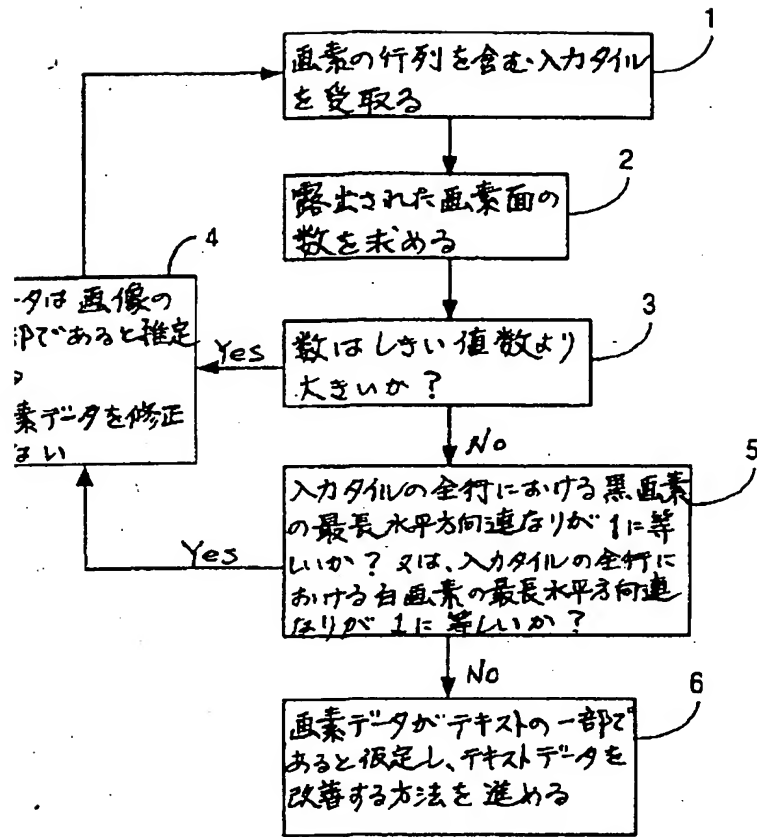 1
画素の行列を含む入力タイル
を受取る
2
露出された画素面の
数を求める
3
数はしきい値数より
大きいか?
Yes
No
4
ータは画像の
部であると推定
る
素データを修正
ない
5
入力タイルの全行における黒画素
の最長水平方向連なりが1に等
しいか?又は、入力タイルの全行に
おける白画素の最長水平方向連
なりが1に等しいか?
Yes
No
6
画素データがテキストの一部で
あると仮定し、テキストデータを
改善する方法を進める